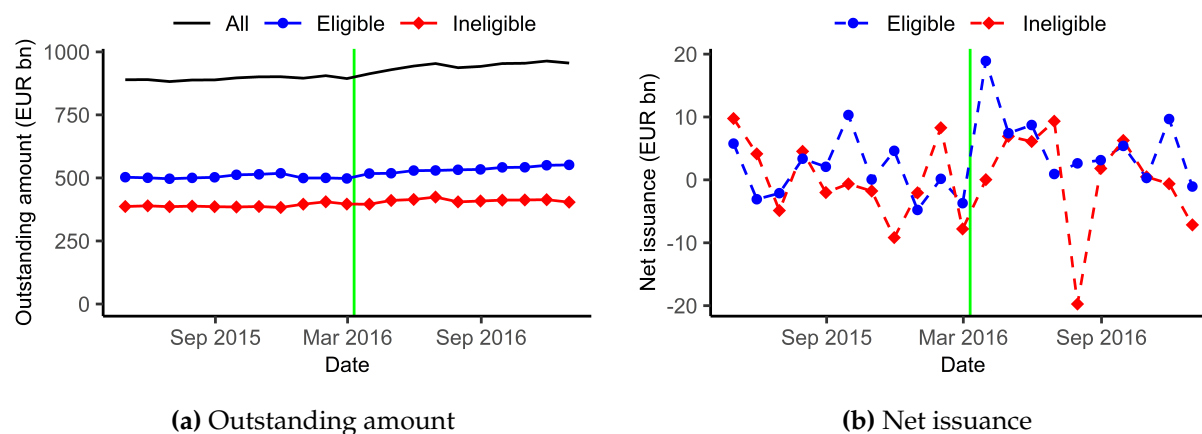 All Eligible Ineligible
Outstanding amount (EUR bn)
1000
750
500
250
0
Sep 2015 Mar 2016 Sep 2016
Date
(a) Outstanding amount
Eligible Ineligible
Net issuance (EUR bn)
20
10
0
-10
-20
Sep 2015 Mar 2016 Sep 2016
Date
(b) Net issuance